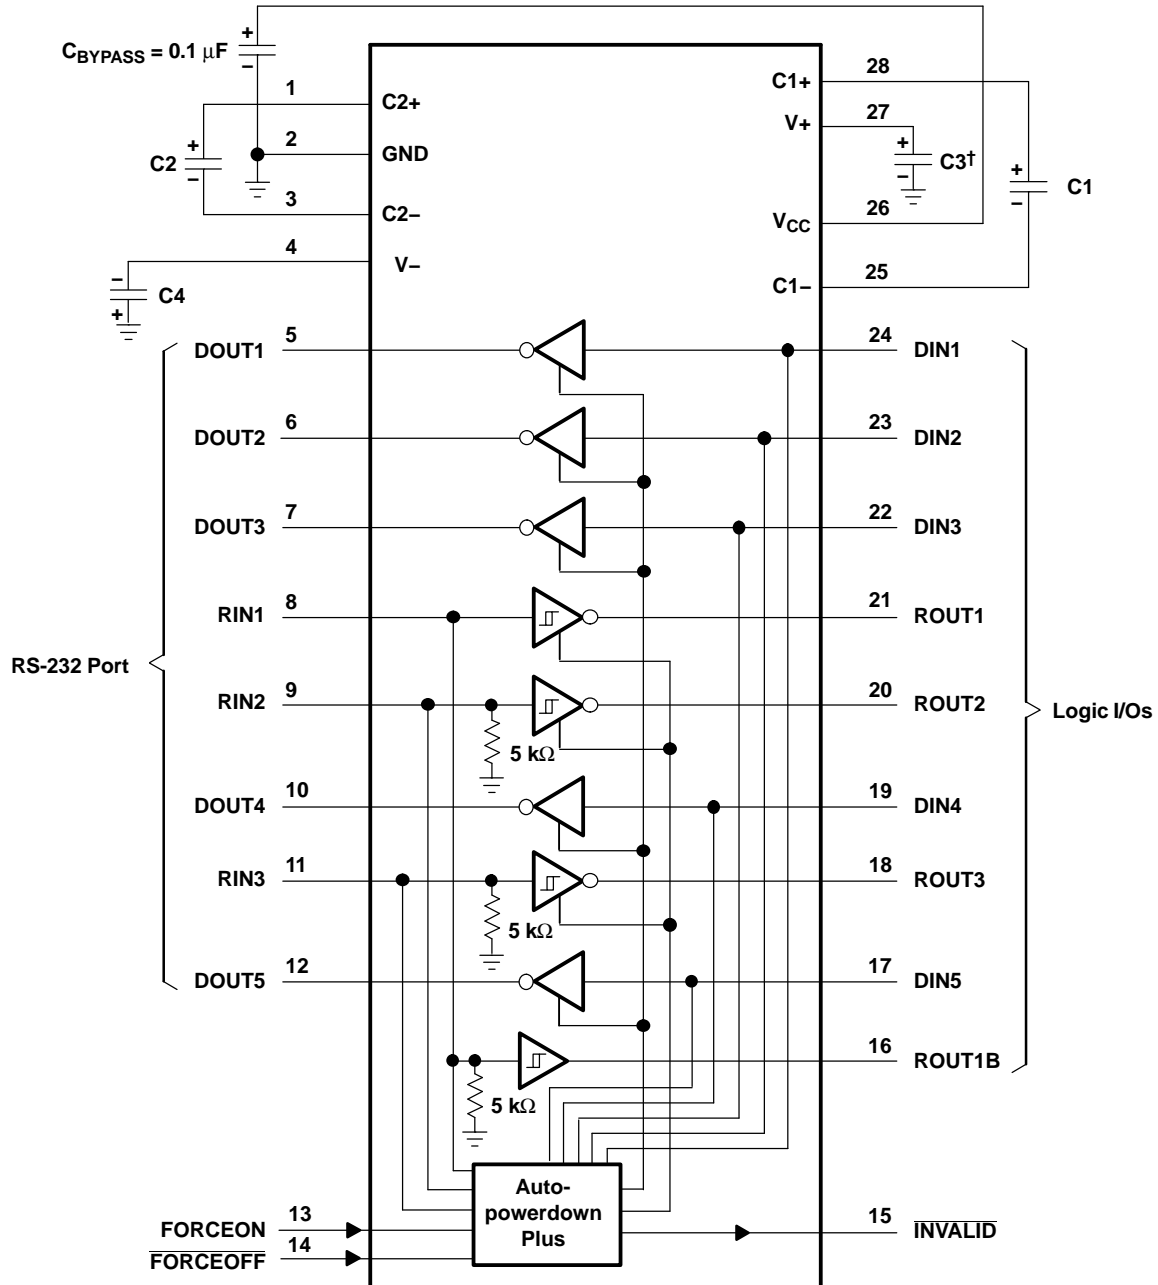 CBYPASS = 0.1 μF
+
−
1
C2+
C1+
28
V+
27
+
−
C3†
C2
+
−
2
GND
3
C2−
VCC
26
+
−
C1
4
V−
C1−
25
−
+
C4
DOUT1
5
24
DIN1
DOUT2
6
23
DIN2
DOUT3
7
22
DIN3
RIN1
8
21
ROUT1
RS-232 Port
RIN2
9
20
ROUT2
Logic I/Os
5 kΩ
DOUT4
10
19
DIN4
RIN3
11
18
ROUT3
5 kΩ
DOUT5
12
17
DIN5
16
ROUT1B
5 kΩ
Auto-
powerdown
Plus
FORCEON
13
15
INVALID
FORCEOFF
14